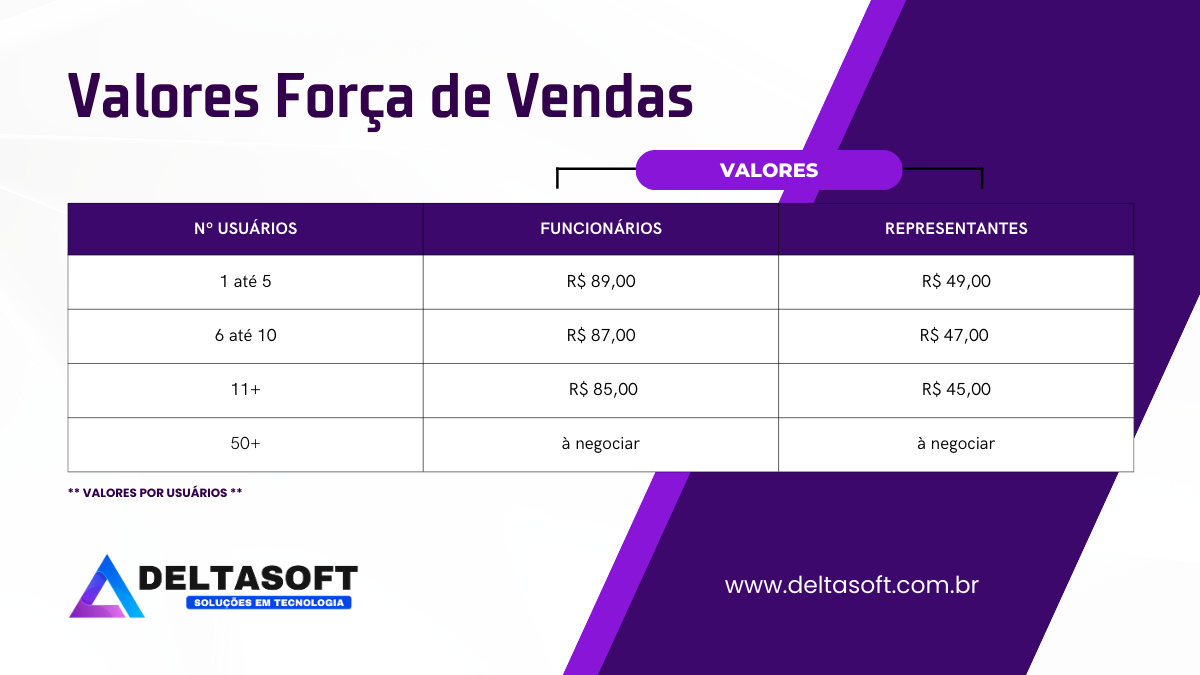 Valores Força de Vendas
VALORES
Nº USUÁRIOS FUNCIONÁRIOS REPRESENTANTES
1 até 5 R$ 89,00 R$ 49,00
6 até 10 R$ 87,00 R$ 47,00
11+ R$ 85,00 R$ 45,00
50+ à negociar à negociar
** VALORES POR USUÁRIOS **
DELTASOFT
SOLUÇÕES EM TECNOLOGIA
www.deltasoft.com.br